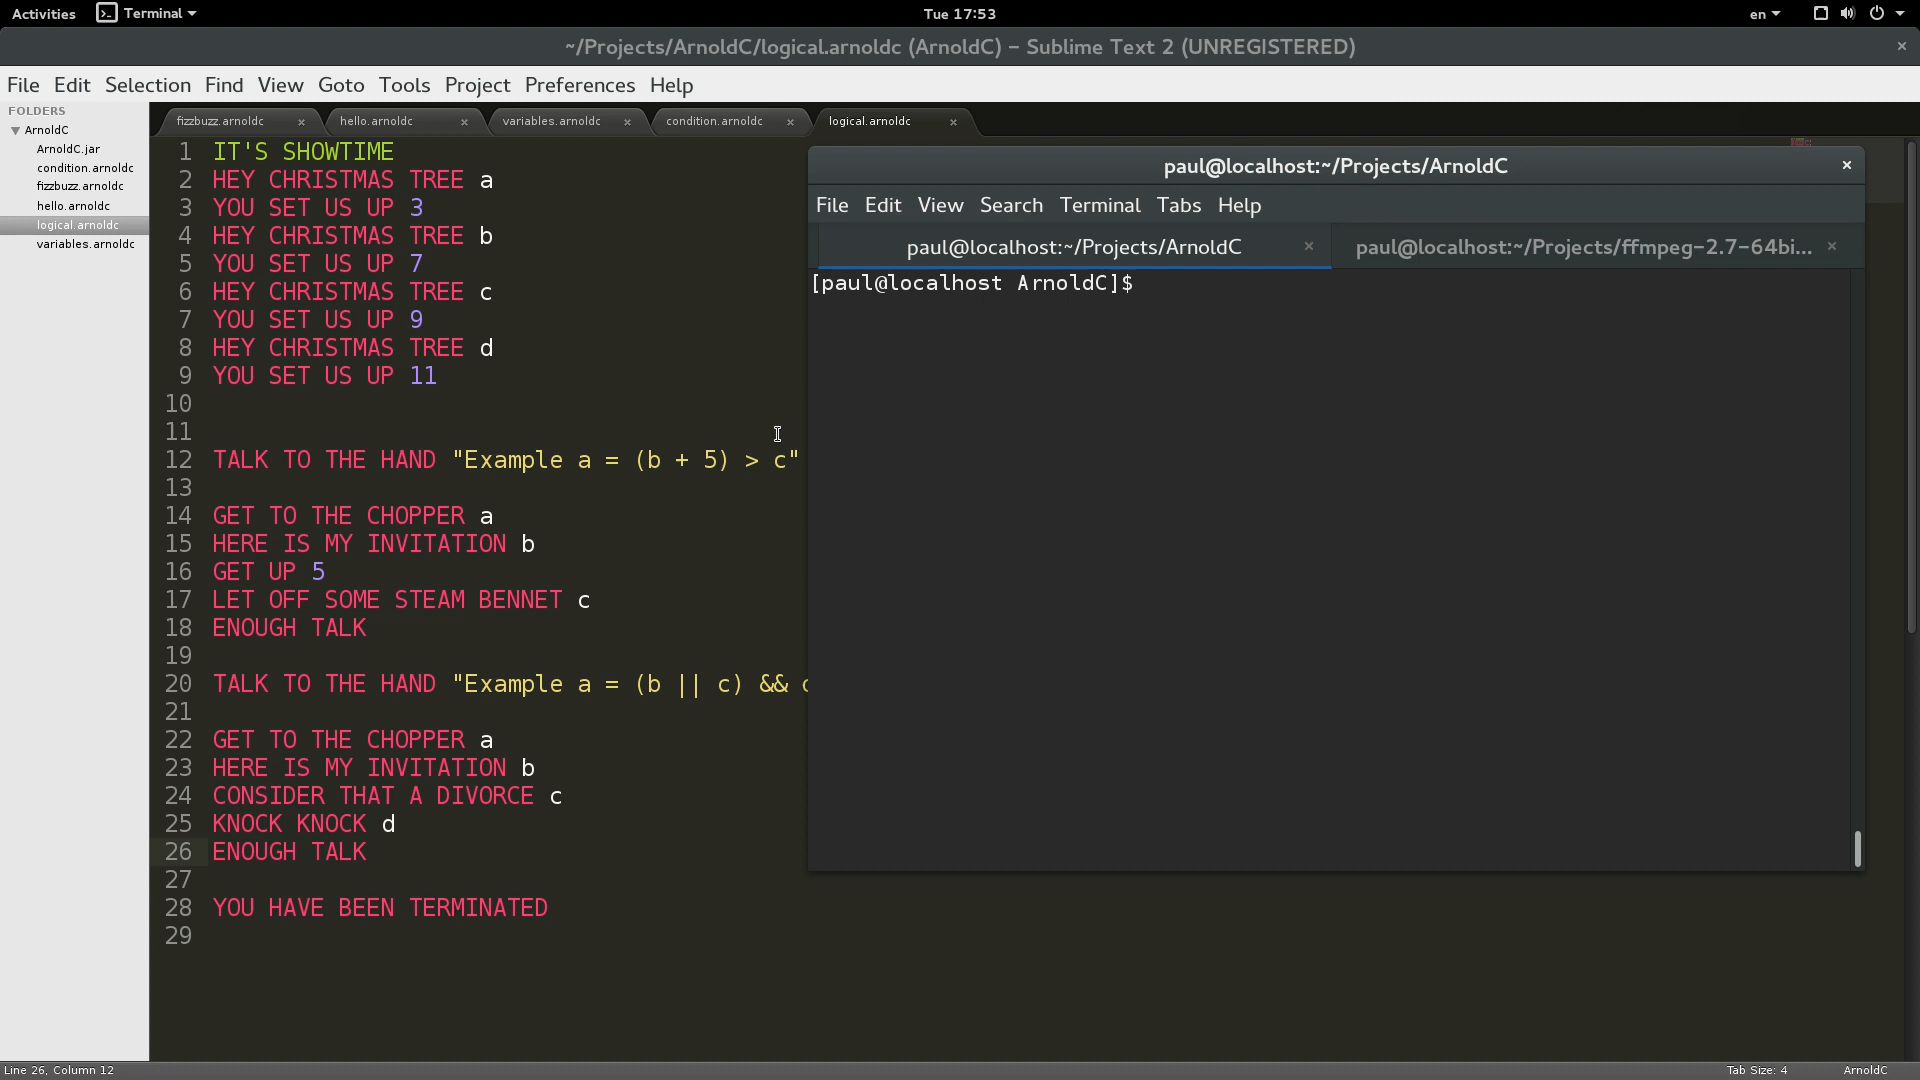 Activities Terminal Tue 17:53 en
~/Projects/ArnoldC/logical.arnoldc (ArnoldC) – Sublime Text 2 (UNREGISTERED)
File Edit Selection Find View Goto Tools Project Preferences Help
FOLDERS
ArnoldC
ArnoldC.jar
condition.arnoldc
fizzbuzz.arnoldc
hello.arnoldc
logical.arnoldc
variables.arnoldc
fizzbuzz.arnoldc hello.arnoldc variables.arnoldc condition.arnoldc logical.arnoldc
1 IT'S SHOWTIME
2 HEY CHRISTMAS TREE a
3 YOU SET US UP 3
4 HEY CHRISTMAS TREE b
5 YOU SET US UP 7
6 HEY CHRISTMAS TREE c
7 YOU SET US UP 9
8 HEY CHRISTMAS TREE d
9 YOU SET US UP 11
10
11
12 TALK TO THE HAND "Example a = (b + 5) > c"
13
14 GET TO THE CHOPPER a
15 HERE IS MY INVITATION b
16 GET UP 5
17 LET OFF SOME STEAM BENNET c
18 ENOUGH TALK
19
20 TALK TO THE HAND "Example a = (b || c) &&
21
22 GET TO THE CHOPPER a
23 HERE IS MY INVITATION b
24 CONSIDER THAT A DIVORCE c
25 KNOCK KNOCK d
26 ENOUGH TALK
27
28 YOU HAVE BEEN TERMINATED
29
paul@localhost:~/Projects/ArnoldC
File Edit View Search Terminal Tabs Help
paul@localhost:~/Projects/ArnoldC paul@localhost:~/Projects/ffmpeg-2.7-64bi...
[paul@localhost ArnoldC]$
Line 26, Column 12 Tab Size: 4 ArnoldC